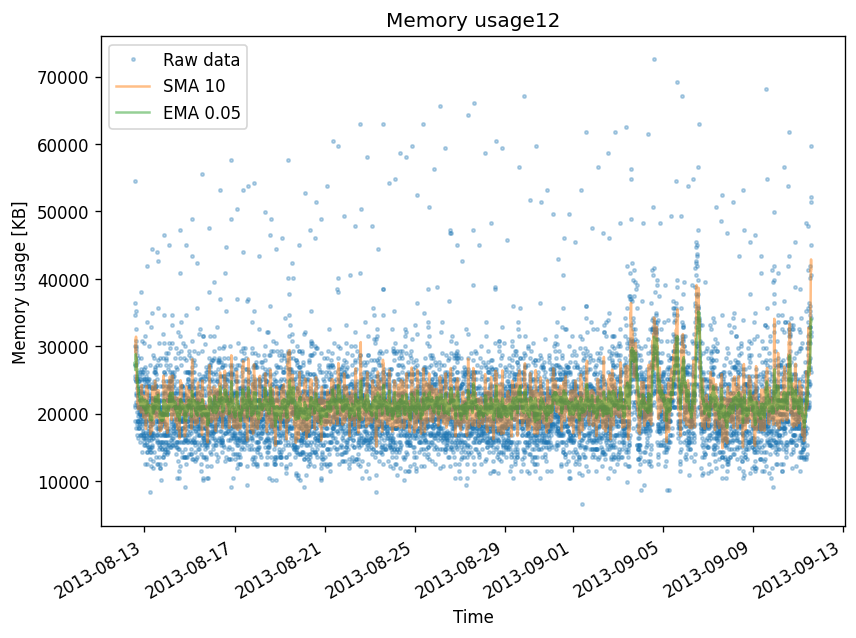 Memory usage12
Raw data
SMA 10
EMA 0.05
Memory usage [KB]
70000
60000
50000
40000
30000
20000
10000
2013-08-13
2013-08-17
2013-08-21
2013-08-25
2013-08-29
2013-09-01
2013-09-05
2013-09-09
2013-09-13
Time